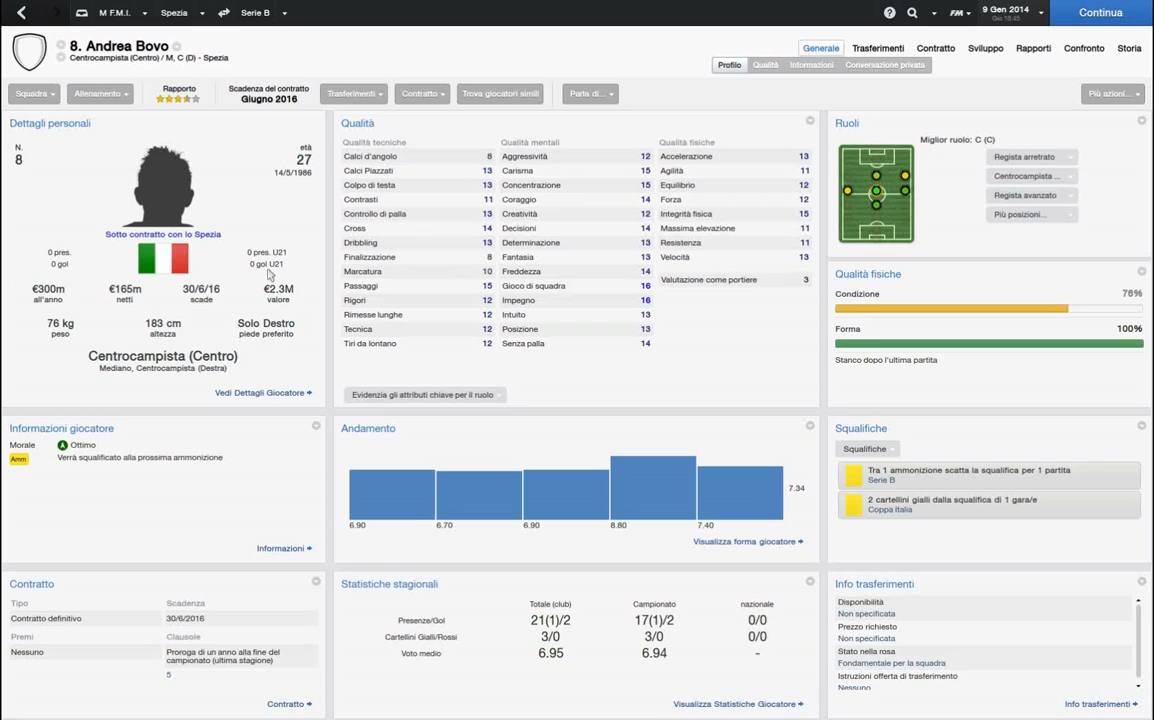 M F.M.I.
Spezia
Serie B
FM
9 Gen 2014
Gio 18:45
Continua
8. Andrea Bovo
Centrocampista (Centro) / M, C (D) - Spezia
Generale
Trasferimenti
Contratto
Sviluppo
Rapporti
Confronto
Storia
Profilo
Qualità
Informazioni
Conversazione privata
Squadra
Allenamento
Rapporto
Scadenza del contratto
Giugno 2016
Trasferimenti
Contratto
Trova giocatori simili
Parla di...
Più azioni...
Dettagli personali
N.
8
età
27
14/5/1986
Sotto contratto con lo Spezia
0 pres.
0 gol
0 pres. U21
0 gol U21
€300m
all'anno
€165m
netti
30/6/16
scade
€2.3M
valore
76 kg
peso
183 cm
altezza
Solo Destro
piede preferito
Centrocampista (Centro)
Mediano, Centrocampista (Destra)
Vedi Dettagli Giocatore
Qualità
Qualità tecniche
Calci d'angolo 8
Calci Piazzati 13
Colpo di testa 13
Contrasti 11
Controllo di palla 13
Cross 14
Dribbling 13
Finalizzazione 8
Marcatura 10
Passaggi 15
Rigori 12
Rimesse lunghe 12
Tecnica 12
Tiri da lontano 12
Qualità mentali
Aggressività 12
Carisma 15
Concentrazione 15
Coraggio 14
Creatività 12
Decisioni 14
Determinazione 13
Fantasia 13
Freddezza 14
Gioco di squadra 16
Impegno 16
Intuito 13
Posizione 13
Senza palla 14
Qualità fisiche
Accelerazione 13
Agilità 11
Equilibrio 12
Forza 12
Integrità fisica 15
Massima elevazione 11
Resistenza 11
Velocità 13
Valutazione come portiere 3
Evidenzia gli attributi chiave per il ruolo
Ruoli
Miglior ruolo: C (C)
Regista arretrato
Centrocampista ...
Regista avanzato
Più posizioni...
Qualità fisiche
Condizione 76%
Forma 100%
Stanco dopo l'ultima partita
Informazioni giocatore
Morale Ottimo
Amm Verrà squalificato alla prossima ammonizione
Informazioni
Andamento
7.34
6.90 6.70 6.90 8.80 7.40
Visualizza forma giocatore
Squalifiche
Squalifiche
Tra 1 ammonizione scatta la squalifica per 1 partita
Serie B
2 cartellini gialli dalla squalifica di 1 gara/e
Coppa Italia
Contratto
Tipo
Contratto definitivo
Scadenza
30/6/2016
Premi
Nessuno
Clausole
Proroga di un anno alla fine del
campionato (ultima stagione)
5
Contratto
Statistiche stagionali
Totale (club) Campionato nazionale
Presenze/Gol 21(1)/2 17(1)/2 0/0
Cartellini Gialli/Rossi 3/0 3/0 0/0
Voto medio 6.95 6.94 -
Visualizza Statistiche Giocatore
Info trasferimenti
Disponibilità
Non specificata
Prezzo richiesto
Non specificata
Stato nella rosa
Fondamentale per la squadra
Istruzioni offerta di trasferimento
Nessuno
Info trasferimenti